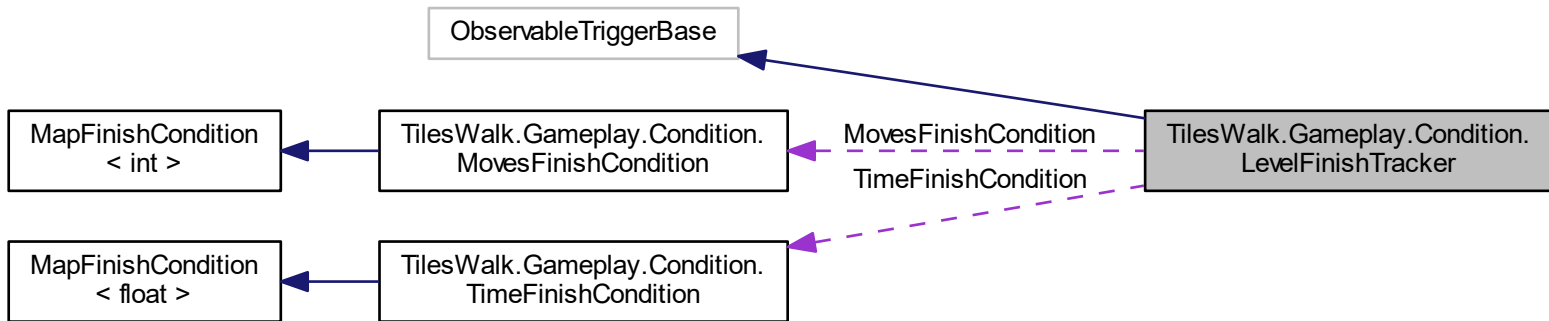 ObservableTriggerBase
MapFinishCondition
< int >
TilesWalk.Gameplay.Condition.
MovesFinishCondition
MovesFinishCondition
TilesWalk.Gameplay.Condition.
LevelFinishTracker
TimeFinishCondition
MapFinishCondition
< float >
TilesWalk.Gameplay.Condition.
TimeFinishCondition